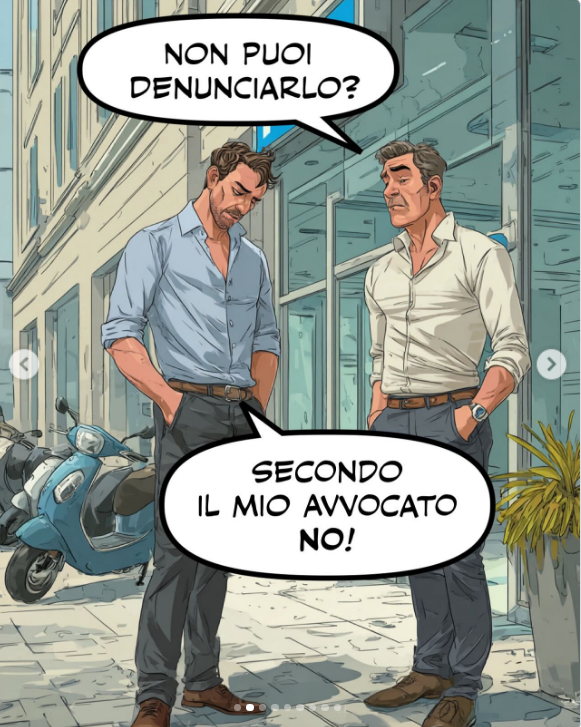 NON PUOI
DENUNCIARLO?
SECONDO
IL MIO AVVOCATO
NO!